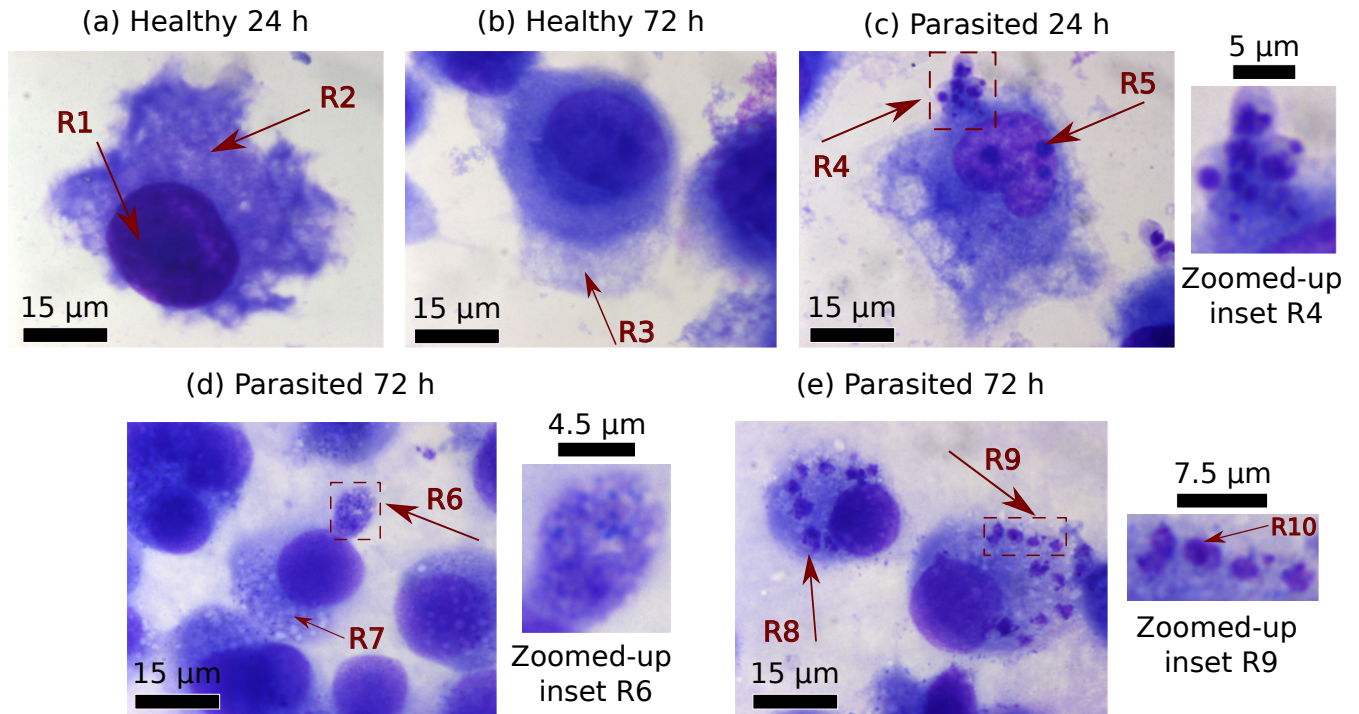 (a) Healthy 24 h
(b) Healthy 72 h
(c) Parasited 24 h
5 μm
R1
R2
R3
R4
R5
15 μm
15 μm
15 μm
Zoomed-up
inset R4
(d) Parasited 72 h
(e) Parasited 72 h
4.5 μm
7.5 μm
R6
R7
R8
R9
R10
15 μm
15 μm
Zoomed-up
inset R6
Zoomed-up
inset R9